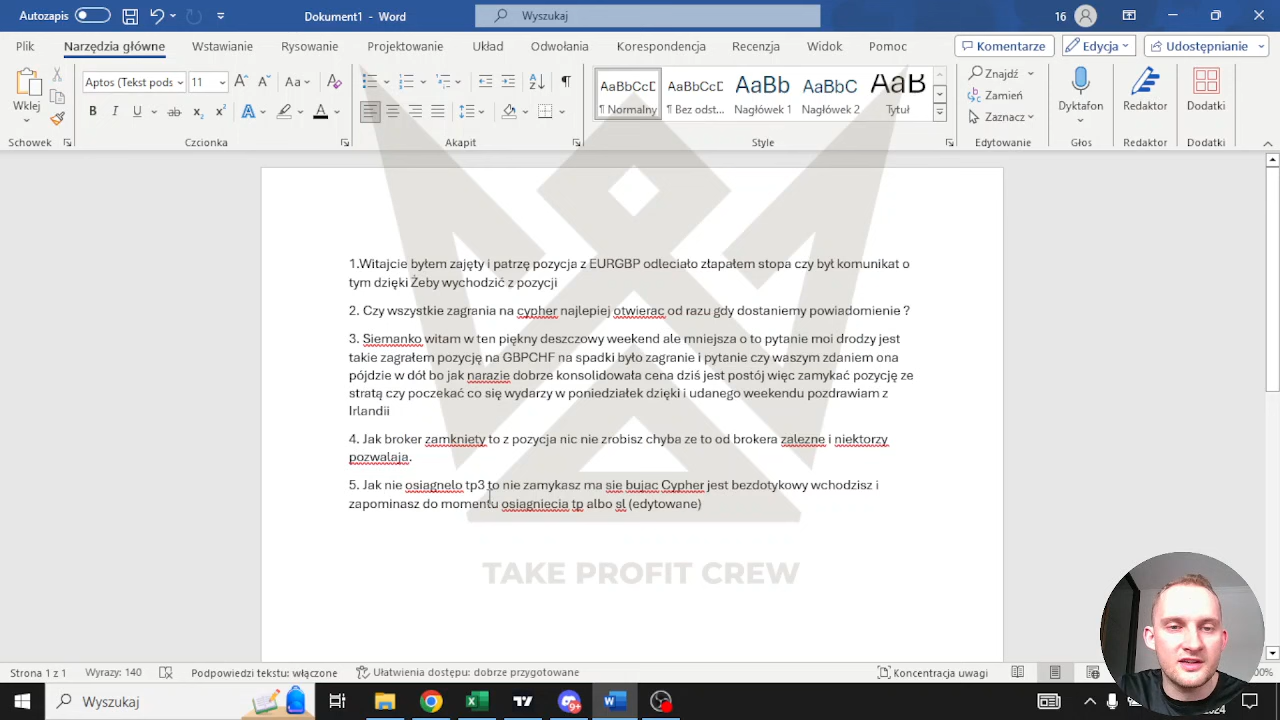 Autozapis
Dokument1 - Word
Wyszukaj
16
Plik
Narzędzia główne
Wstawianie
Rysowanie
Projektowanie
Układ
Odwołania
Korespondencja
Recenzja
Widok
Pomoc
Komentarze
Edycja
Udostępnianie
Wklej
Aptos (Tekst pods
11
Aa
AaBbCcE
AaBbCcC
AaBb
AaBbC
AaB
¶ Normalny
¶ Bez odst...
Nagłówek 1
Nagłówek 2
Tytuł
Znajdź
Zamień
Zaznacz
Dyktafon
Redaktor
Dodatki
Schowek
Czcionka
Akapit
Style
Edytowanie
Głos
Redaktor
Dodatki
1.Witajcie byłem zajęty i patrzę pozycja z EURGBP odleciało złapałem stopa czy był komunikat o
tym dzięki Żeby wychodzić z pozycji
2. Czy wszystkie zagrania na cypher najlepiej otwierac od razu gdy dostaniemy powiadomienie ?
3. Siemanko witam w ten piękny deszczowy weekend ale mniejsza o to pytanie moi drodzy jest
takie zagrałem pozycję na GBPCHF na spadki było zagranie i pytanie czy waszym zdaniem ona
pójdzie w dół bo jak narazie dobrze konsolidowała cena dziś jest postój więc zamykać pozycję ze
stratą czy poczekać co się wydarzy w poniedziałek dzięki i udanego weekendu pozdrawiam z
Irlandii
4. Jak broker zamkniety to z pozycja nic nie zrobisz chyba ze to od brokera zalezne i niektorzy
pozwalaja.
5. Jak nie osiagnelo tp3 to nie zamykasz ma sie bujac Cypher jest bezdotykowy wchodzisz i
zapominasz do momentu osiagniecia tp albo sl (edytowane)
TAKE PROFIT CREW
Strona 1 z 1
Wyrazy: 140
Podpowiedzi tekstu: włączone
Ułatwienia dostępu: dobrze przygotowane
Koncentracja uwagi
Wyszukaj